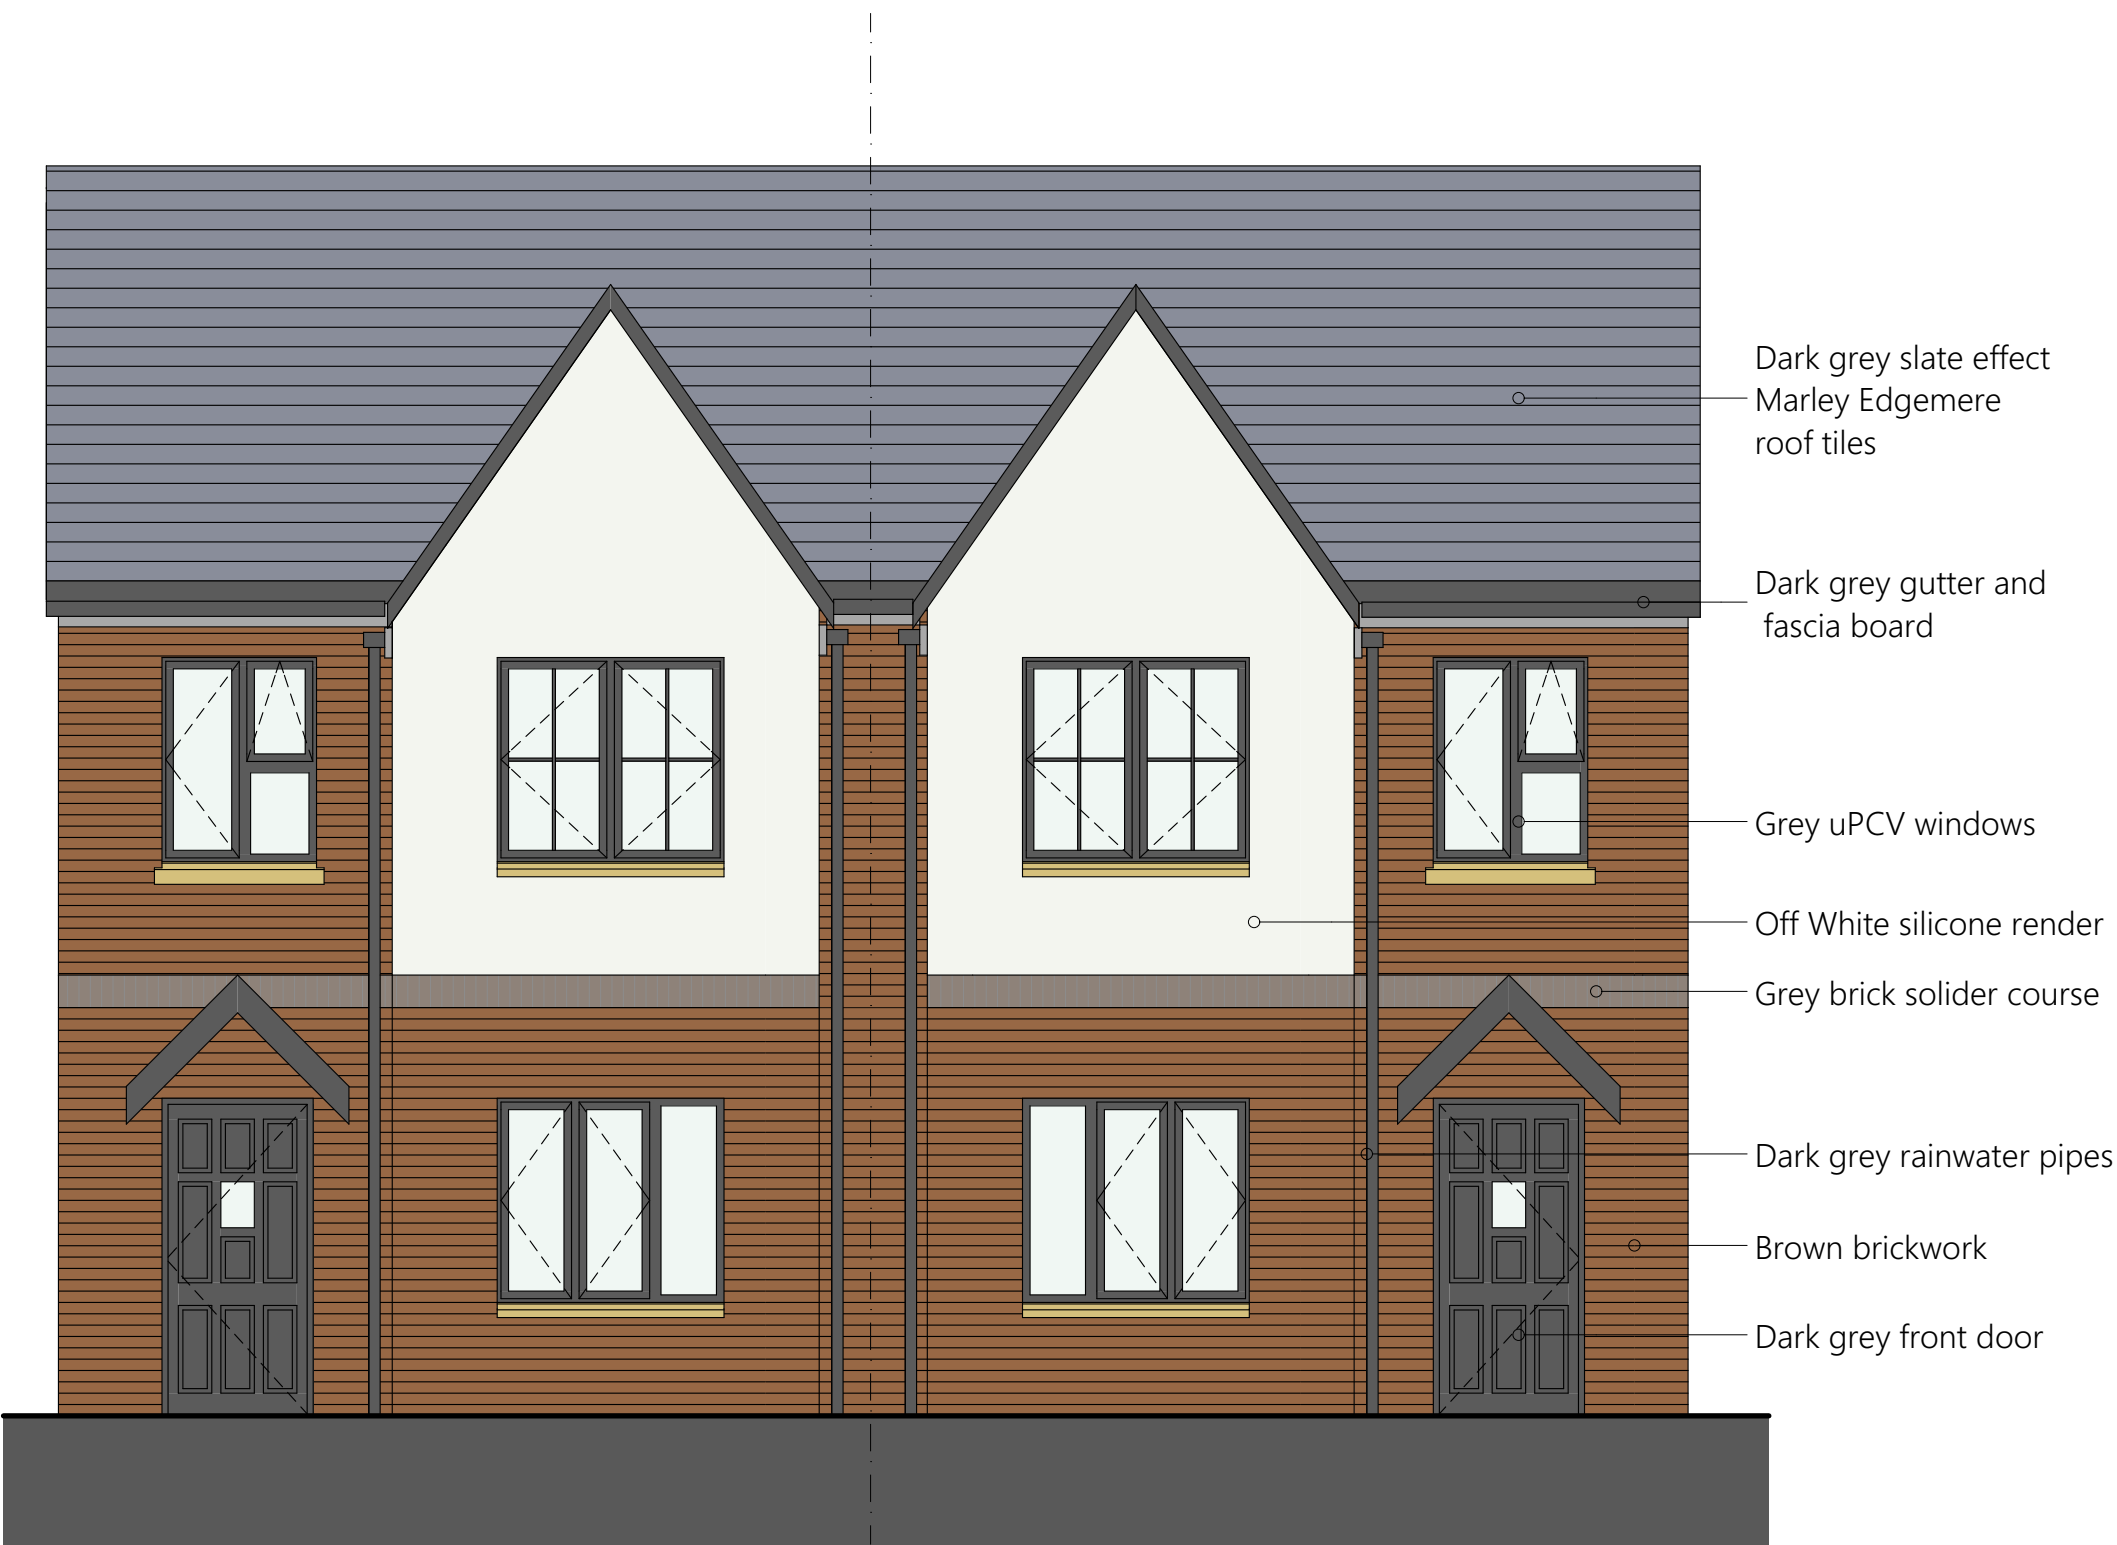 Dark grey slate effect
Marley Edgemere
roof tiles
Dark grey gutter and
fascia board
Grey uPCV windows
Off White silicone render
Grey brick solider course
Dark grey rainwater pipes
Brown brickwork
Dark grey front door